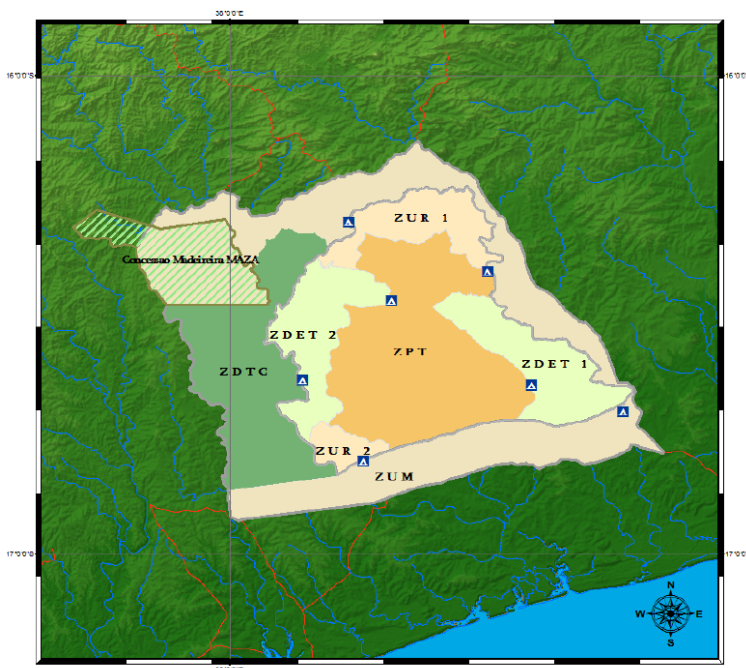 38°0'0"E
16°0'0"S
16°0'0"S
ZUR 1
Concessao Madeireira MAZA
ZDET 2
ZPT
ZDET 1
ZDTC
ZUR 2
ZUM
17°0'0"S
17°0'0"S
N
W E
S